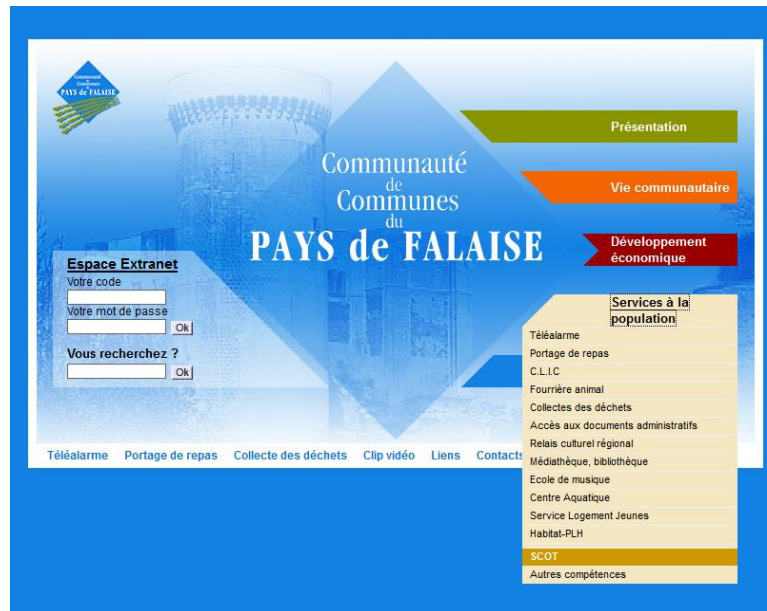 Communauté
de
Communes
PAYS de FALAISE
Présentation
Communauté
de
Communes
du
PAYS de FALAISE
Vie communautaire
Développement
économique
Espace Extranet
Votre code
Votre mot de passe
Ok
Vous recherchez ?
Ok
Services à la
population
Téléalarme
Portage de repas
C.L.I.C
Fourrière animal
Collectes des déchets
Accès aux documents administratifs
Relais culturel régional
Médiathèque, bibliothèque
Ecole de musique
Centre Aquatique
Service Logement Jeunes
Habitat-PLH
SCOT
Autres compétences
Téléalarme Portage de repas Collecte des déchets Clip vidéo Liens Contacts